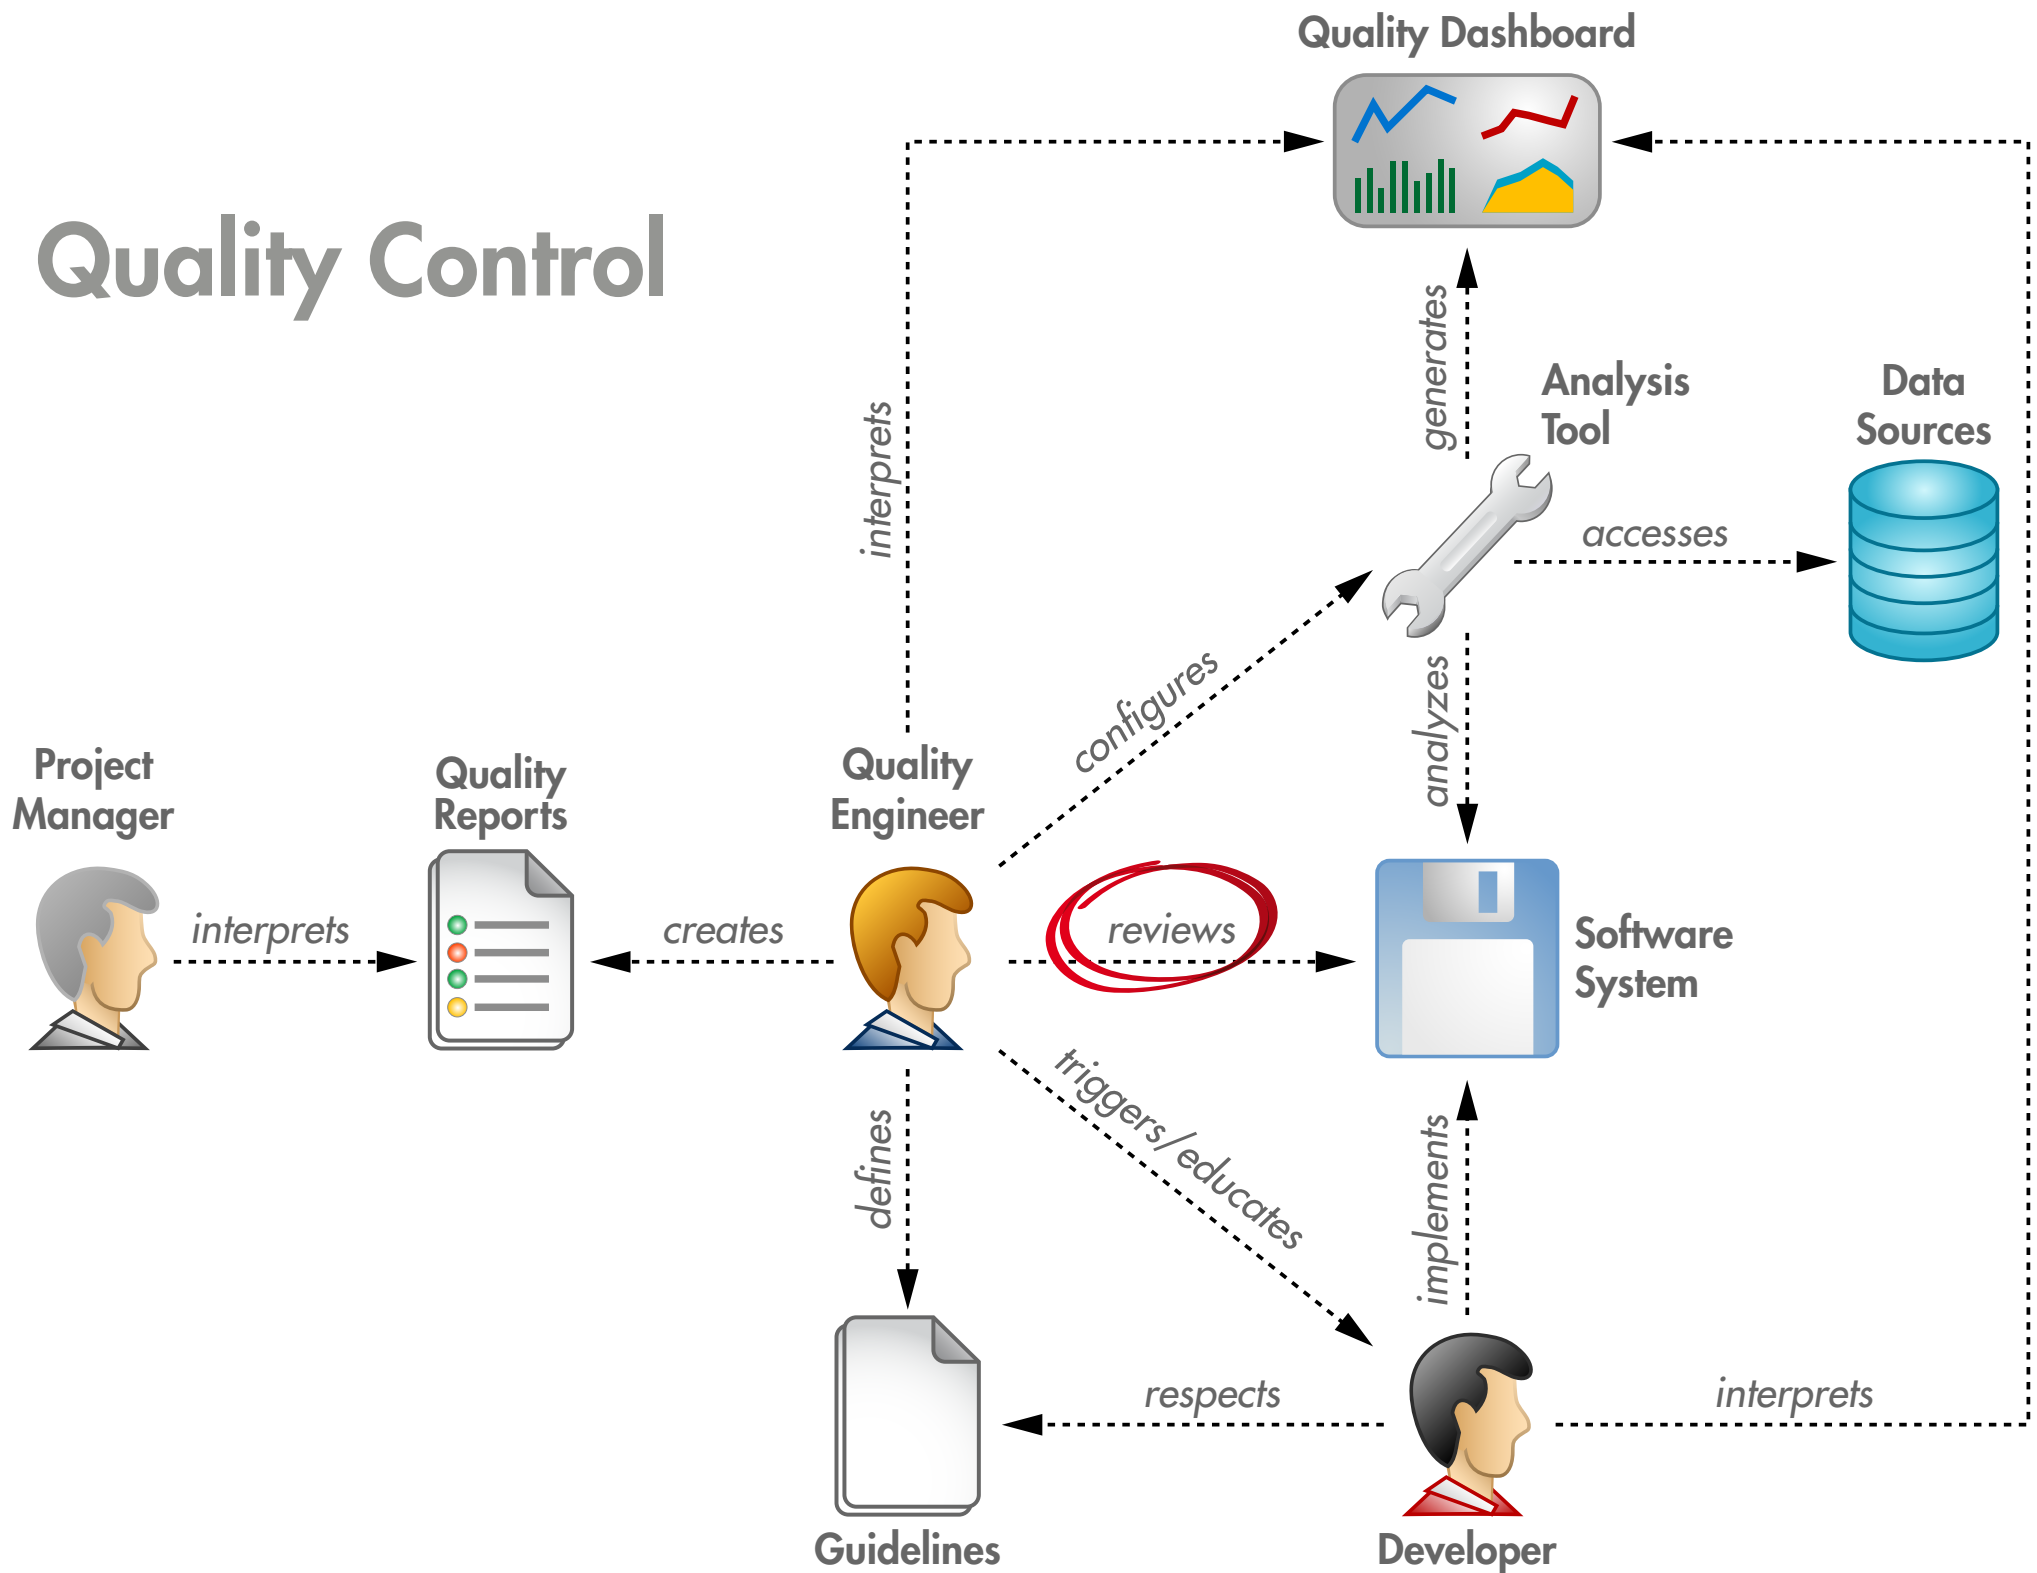 Quality Dashboard
Quality Control
generates
Analysis
Tool
Data
Sources
interprets
accesses
configures
analyzes
Project
Manager
Quality
Reports
Quality
Engineer
interprets
creates
reviews
Software
System
triggers/educates
defines
implements
respects
interprets
Guidelines
Developer